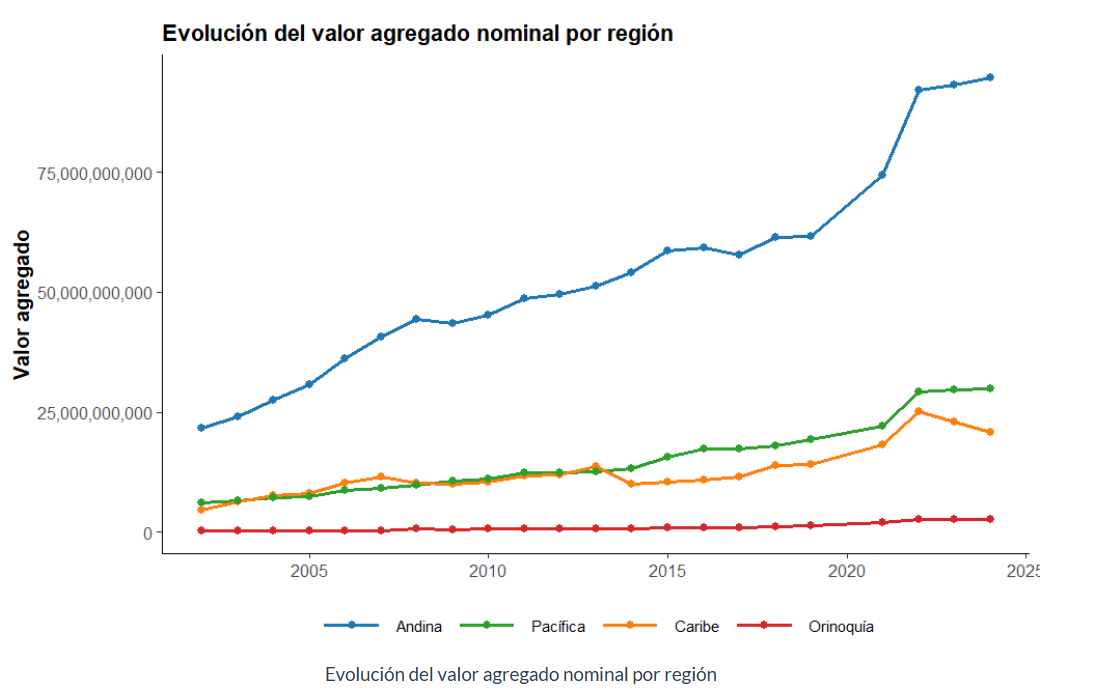 Evolución del valor agregado nominal por región
Valor agregado
75,000,000,000
50,000,000,000
25,000,000,000
0
2005 2010 2015 2020 2025
Andina Pacífica Caribe Orinoquía
Evolución del valor agregado nominal por región